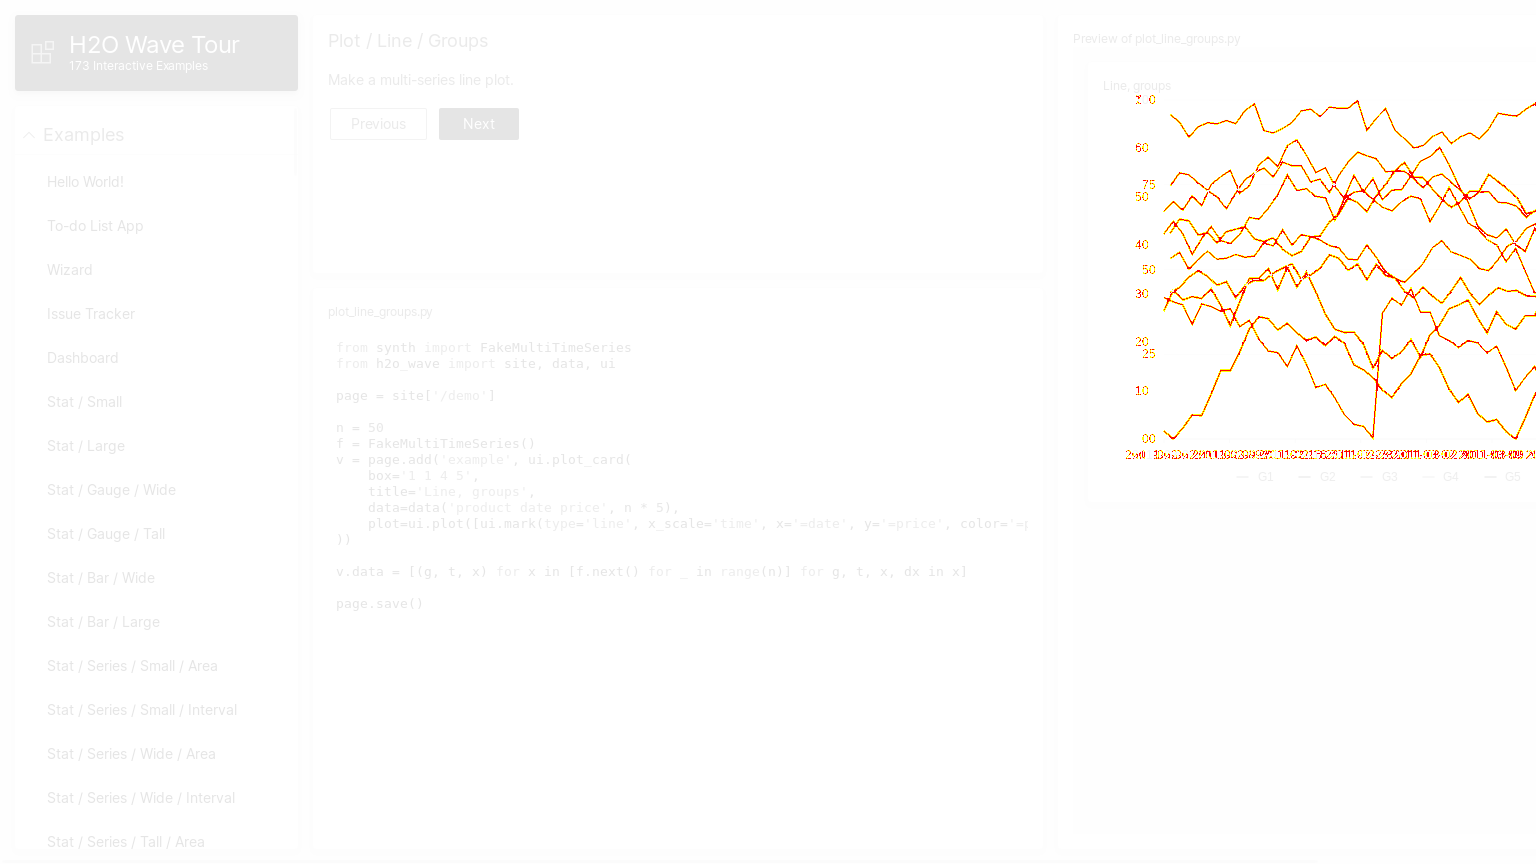 H2O Wave Tour
173 Interactive Examples
Examples
Hello World!
To-do List App
Wizard
Issue Tracker
Dashboard
Stat / Small
Stat / Large
Stat / Gauge / Wide
Stat / Gauge / Tall
Stat / Bar / Wide
Stat / Bar / Large
Stat / Series / Small / Area
Stat / Series / Small / Interval
Stat / Series / Wide / Area
Stat / Series / Wide / Interval
Stat / Series / Tall / Area
Plot / Line / Groups
Make a multi-series line plot.
Previous
Next
plot_line_groups.py
from synth import FakeMultiTimeSeries
from h2o_wave import site, data, ui
page = site['/demo']
n = 50
f = FakeMultiTimeSeries()
v = page.add('example', ui.plot_card(
box='1 1 4 5',
title='Line, groups',
data=data('product date price', n * 5),
plot=ui.plot([ui.mark(type='line', x_scale='time', x='=date', y='=price', color='=p
))
v.data = [(g, t, x) for x in [f.next() for _ in range(n)] for g, t, x, dx in x]
page.save()
Preview of plot_line_groups.py
Line, groups
60
75
50
40
50
30
20
25
10
G1
G2
G3
G4
G5